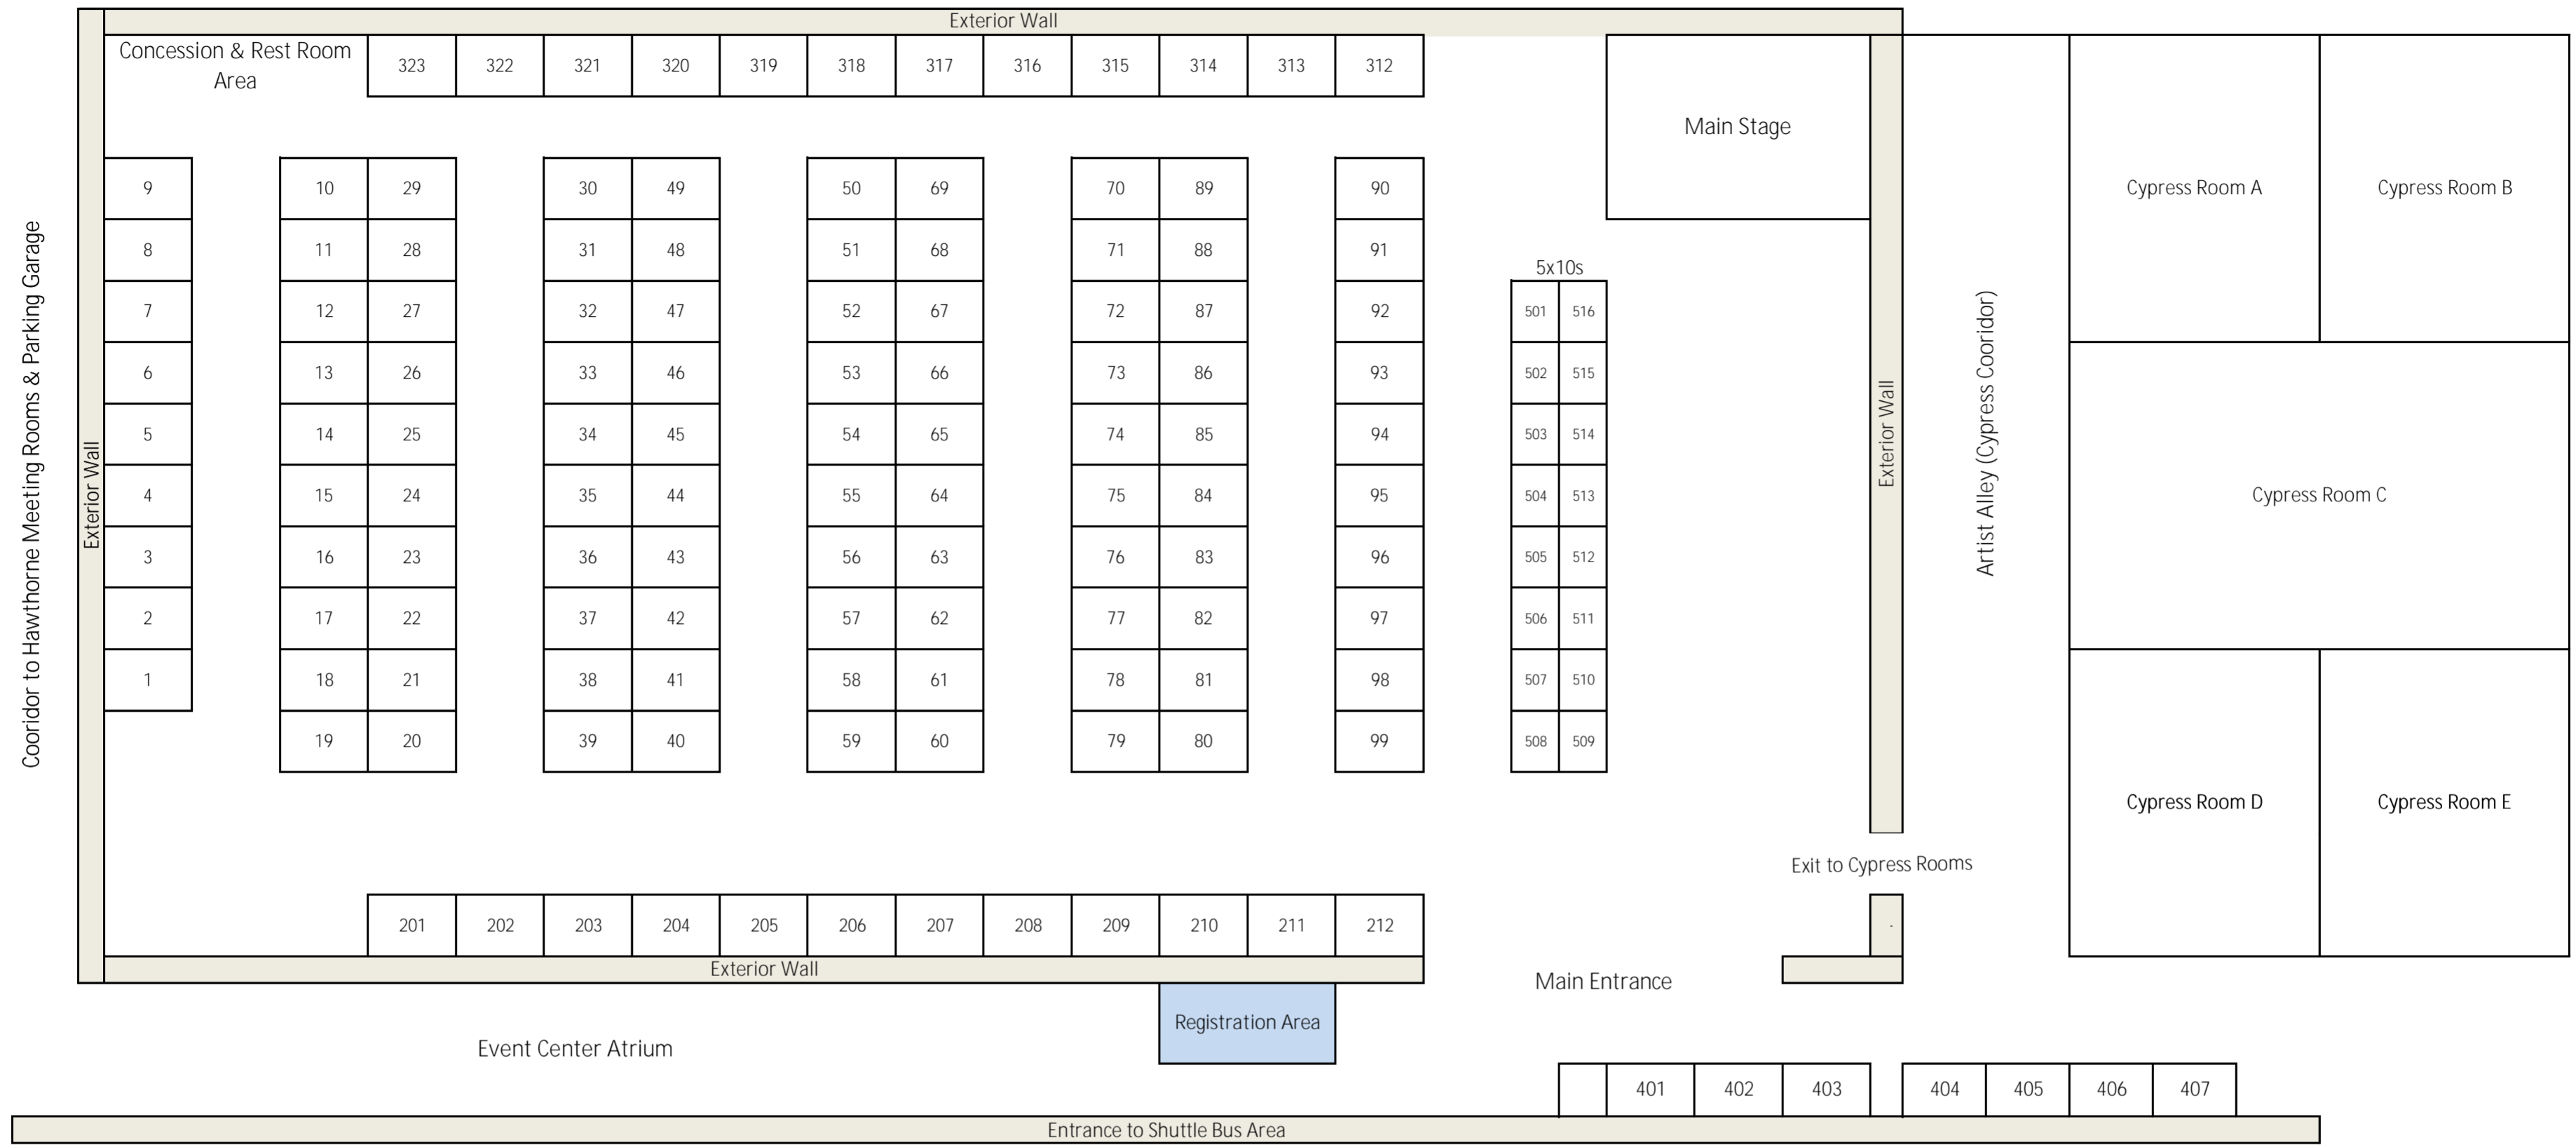 Exterior Wall
Concession & Rest Room
Area
323 322 321 320 319 318 317 316 315 314 313 312
Main Stage
9 10 29 30 49 50 69 70 89 90
Cypress Room A Cypress Room B
8 11 28 31 48 51 68 71 88 91
5x10s
7 12 27 32 47 52 67 72 87 92 501 516
6 13 26 33 46 53 66 73 86 93 502 515
5 14 25 34 45 54 65 74 85 94 503 514
4 15 24 35 44 55 64 75 84 95 504 513
Cypress Room C
3 16 23 36 43 56 63 76 83 96 505 512
2 17 22 37 42 57 62 77 82 97 506 511
1 18 21 38 41 58 61 78 81 98 507 510
19 20 39 40 59 60 79 80 99 508 509
Cooridor to Hawthorne Meeting Rooms & Parking Garage
Exterior Wall
Exterior Wall
Artist Alley (Cypress Cooridor)
Cypress Room D Cypress Room E
Exit to Cypress Rooms
201 202 203 204 205 206 207 208 209 210 211 212
.
Exterior Wall
Main Entrance
Registration Area
Event Center Atrium
401 402 403 404 405 406 407
Entrance to Shuttle Bus Area